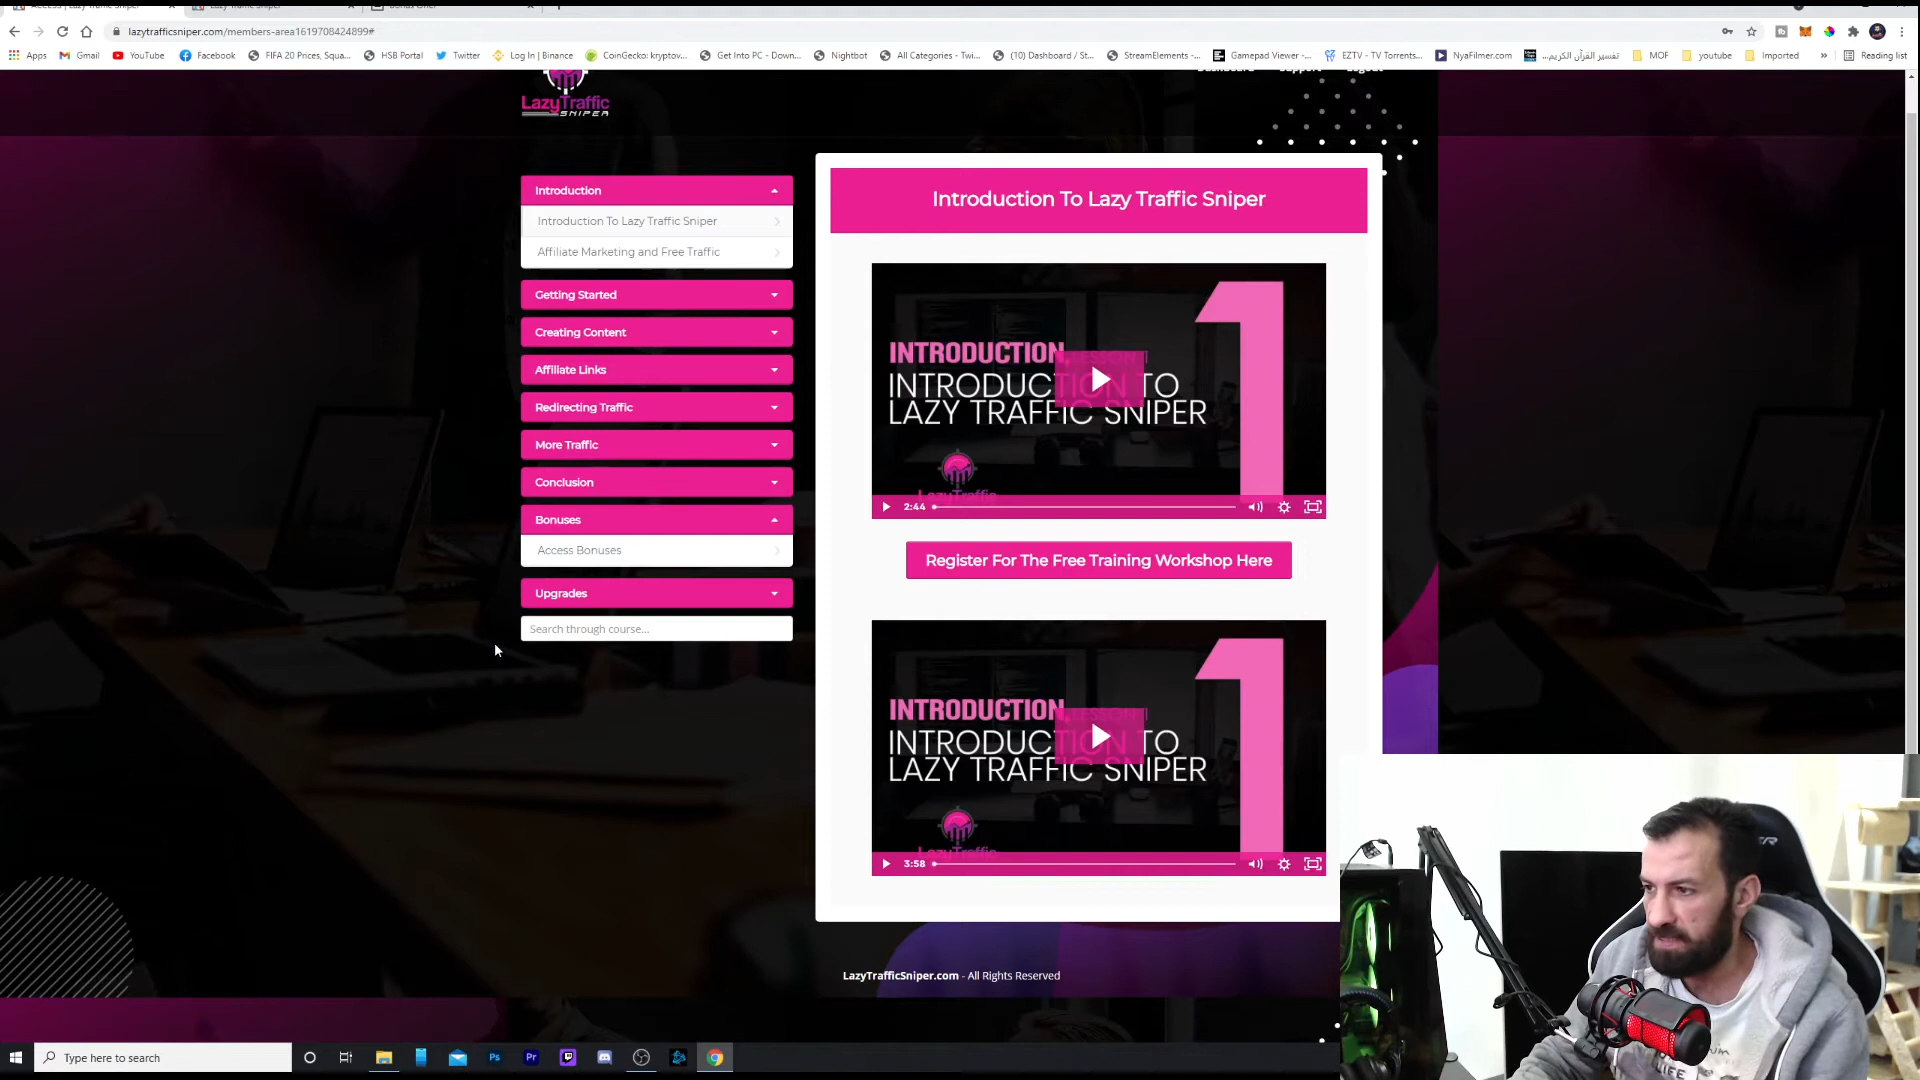 lazytrafficsniper.com/members-area1619708424899#
Apps
Gmail
YouTube
Facebook
FIFA 20 Prices, Squa...
HSB Portal
Twitter
Log In | Binance
CoinGecko: kryptov...
Get Into PC - Down...
Nightbot
All Categories - Twi...
(10) Dashboard / St...
StreamElements -...
Gamepad Viewer -...
EZTV - TV Torrents...
NyaFilmer.com
تفسير القرآن الكريم...
MOF
youtube
Imported
»
Reading list
LazyTraffic
SNIPER
Introduction
Introduction To Lazy Traffic Sniper
Affiliate Marketing and Free Traffic
Getting Started
Creating Content
Affiliate Links
Redirecting Traffic
More Traffic
Conclusion
Bonuses
Access Bonuses
Upgrades
Search through course...
Introduction To Lazy Traffic Sniper
INTRODUCTION,
INTRODUCTION TO
LAZY TRAFFIC SNIPER
1
LazyTraffic
2:44
Register For The Free Training Workshop Here
INTRODUCTION,
INTRODUCTION TO
LAZY TRAFFIC SNIPER
1
3:58
LazyTrafficSniper.com - All Rights Reserved
Type here to search
Ps
Pr